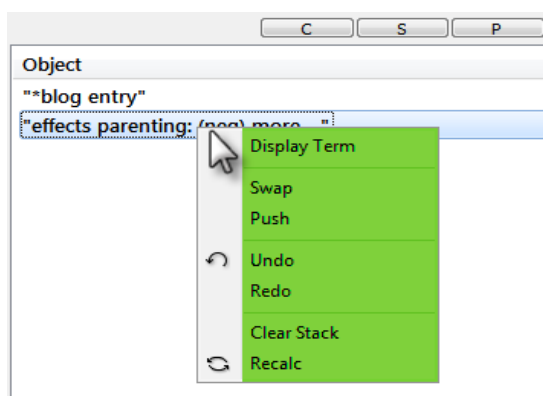 C S P
Object
"*blog entry"
"effects parenting: (neg) more..."
Display Term
Swap
Push
Undo
Redo
Clear Stack
Recalc